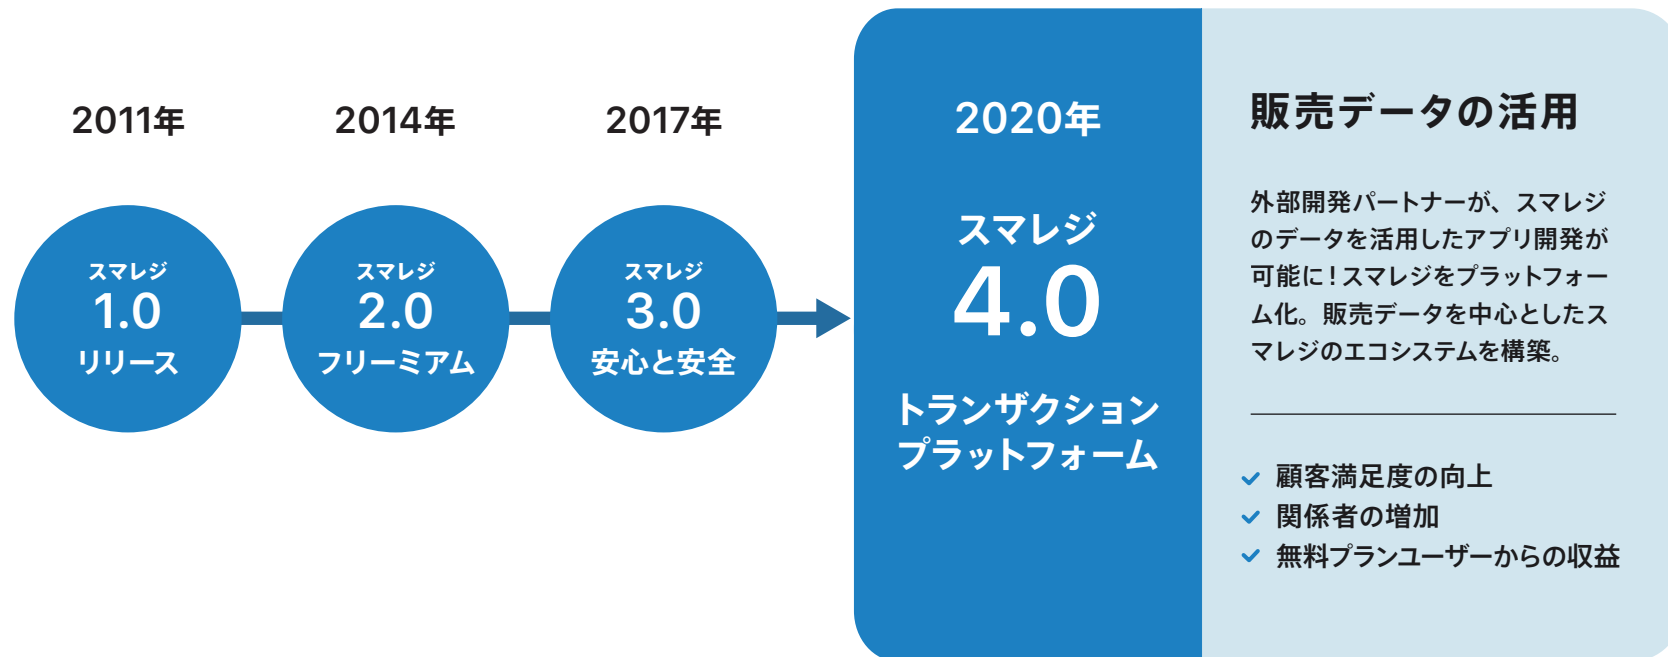 2011年
スマレジ
1.0
リリース
2014年
スマレジ
2.0
フリーミアム
2017年
スマレジ
3.0
安心と安全
2020年
スマレジ
4.0
トランザクション
プラットフォーム
販売データの活用
外部開発パートナーが、スマレジ
のデータを活用したアプリ開発が
可能に！スマレジをプラットフォー
ム化。販売データを中心としたス
マレジのエコシステムを構築。
顧客満足度の向上
関係者の増加
無料プランユーザーからの収益